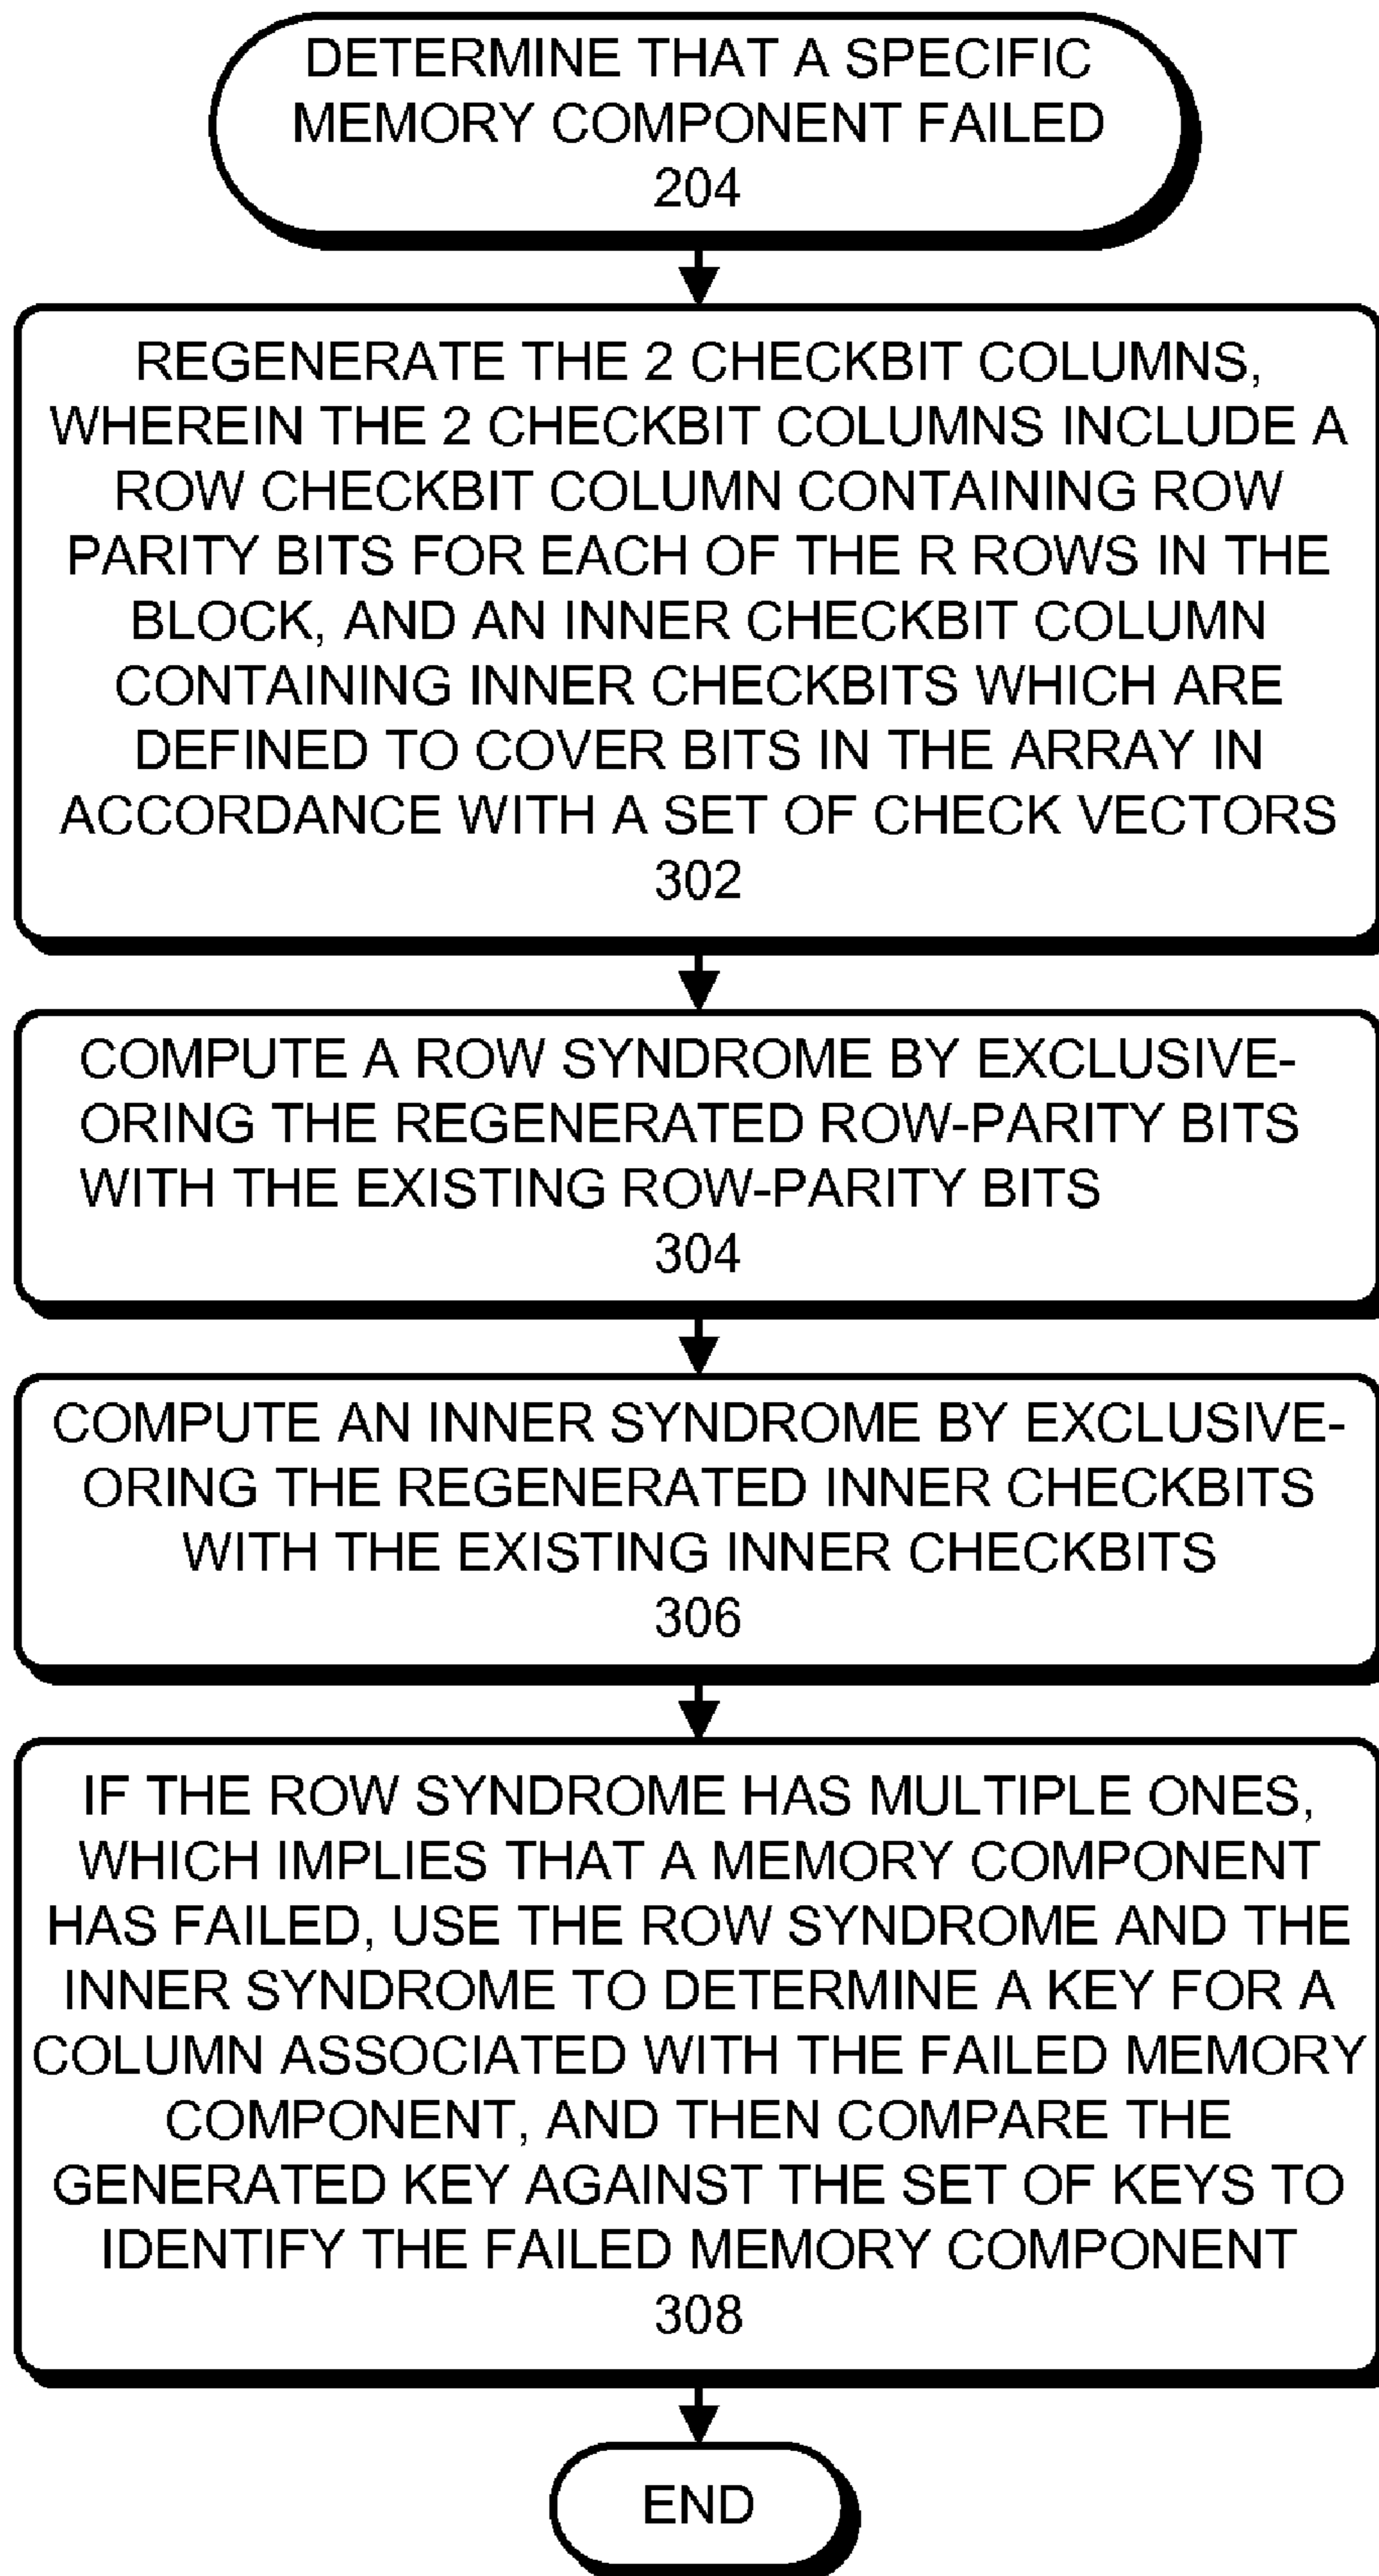 DETERMINE THAT A SPECIFIC
MEMORY COMPONENT FAILED
204
REGENERATE THE 2 CHECKBIT COLUMNS,
WHEREIN THE 2 CHECKBIT COLUMNS INCLUDE A
ROW CHECKBIT COLUMN CONTAINING ROW
PARITY BITS FOR EACH OF THE R ROWS IN THE
BLOCK, AND AN INNER CHECKBIT COLUMN
CONTAINING INNER CHECKBITS WHICH ARE
DEFINED TO COVER BITS IN THE ARRAY IN
ACCORDANCE WITH A SET OF CHECK VECTORS
302
COMPUTE A ROW SYNDROME BY EXCLUSIVE-
ORING THE REGENERATED ROW-PARITY BITS
WITH THE EXISTING ROW-PARITY BITS
304
COMPUTE AN INNER SYNDROME BY EXCLUSIVE-
ORING THE REGENERATED INNER CHECKBITS
WITH THE EXISTING INNER CHECKBITS
306
IF THE ROW SYNDROME HAS MULTIPLE ONES,
WHICH IMPLIES THAT A MEMORY COMPONENT
HAS FAILED, USE THE ROW SYNDROME AND THE
INNER SYNDROME TO DETERMINE A KEY FOR A
COLUMN ASSOCIATED WITH THE FAILED MEMORY
COMPONENT, AND THEN COMPARE THE
GENERATED KEY AGAINST THE SET OF KEYS TO
IDENTIFY THE FAILED MEMORY COMPONENT
308
END